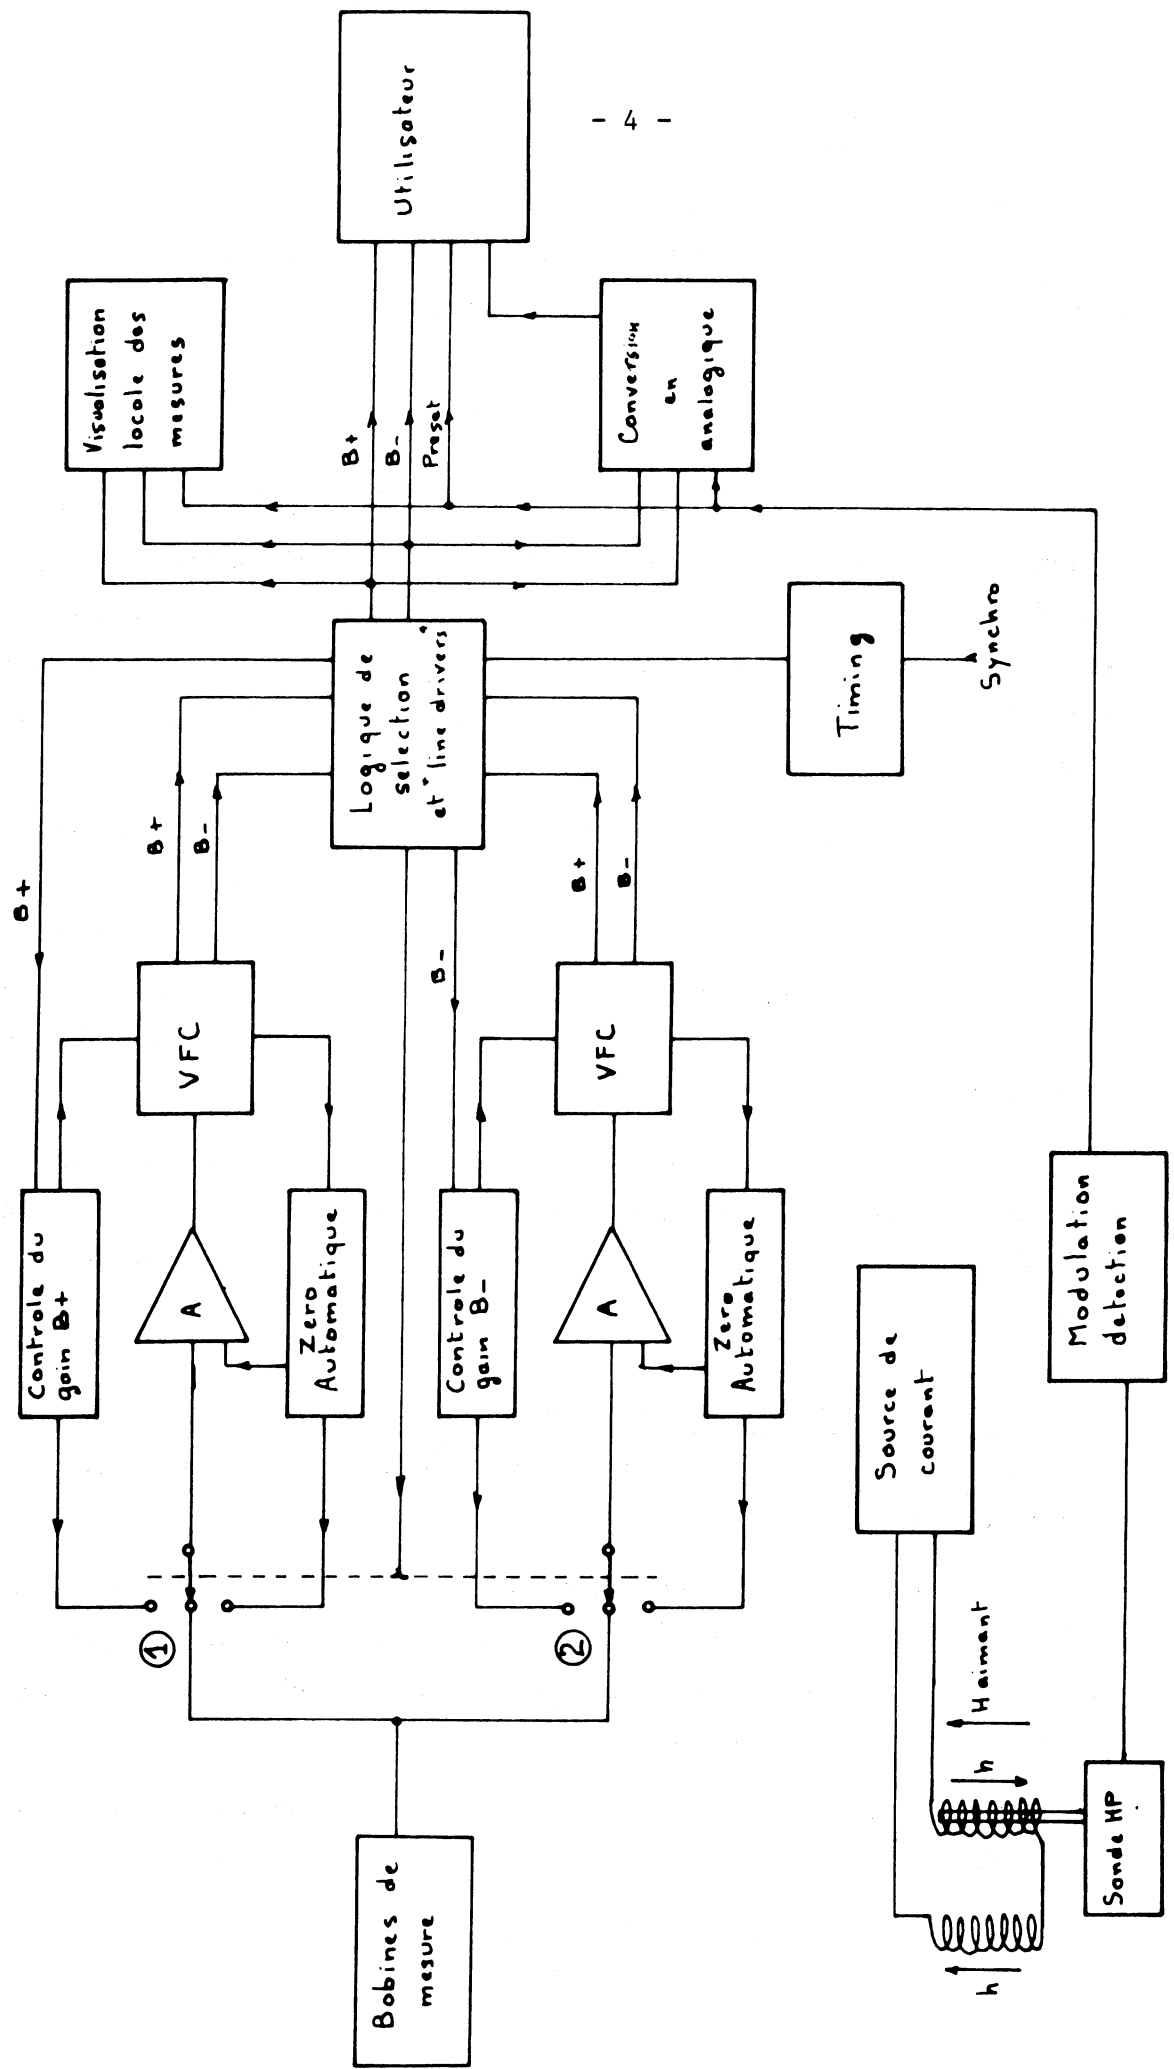 - 4 -
Utilisateur
Visualisation
locale des
mesures
B+
B-
Preset
Conversion
en
analogique
Logique de
selection
et "line drivers"
Timing
Synchro
B+
B+
B-
B-
B+
B-
VFC
VFC
Controle du
gain B+
A
Zero
Automatique
Controle du
gain B-
A
Zero
Automatique
Source de
courant
Modulation
detection
1
2
Bobines de
mesure
h
h
Haimant
Sonde HP